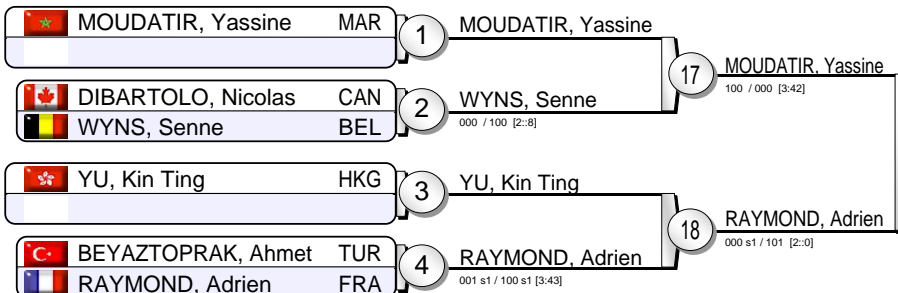 MOUDATIR, Yassine MAR
1
MOUDATIR, Yassine
17
MOUDATIR, Yassine
100 / 000 [3:42]
DIBARTOLO, Nicolas CAN
WYNS, Senne BEL
2
WYNS, Senne
000 / 100 [2::8]
YU, Kin Ting HKG
3
YU, Kin Ting
18
RAYMOND, Adrien
000 s1 / 101 [2::0]
BEYAZTOPRAK, Ahmet TUR
RAYMOND, Adrien FRA
4
RAYMOND, Adrien
001 s1 / 100 s1 [3:43]